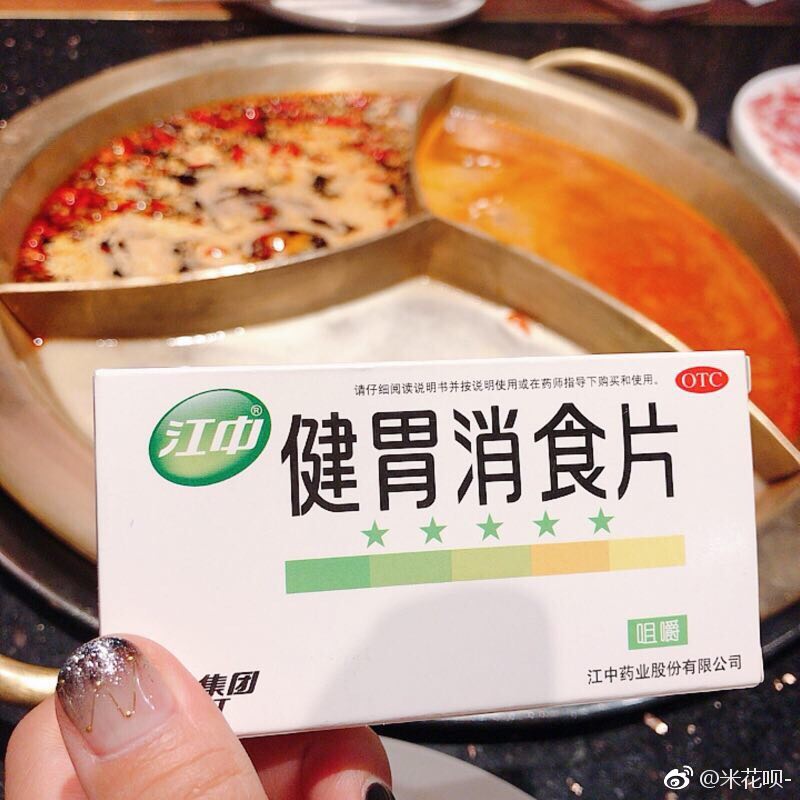 请仔细阅读说明书并按说明使用或在药师指导下购买和使用。
OTC
江中®
健胃消食片
咀嚼
江中药业股份有限公司
集团
@米花呗-